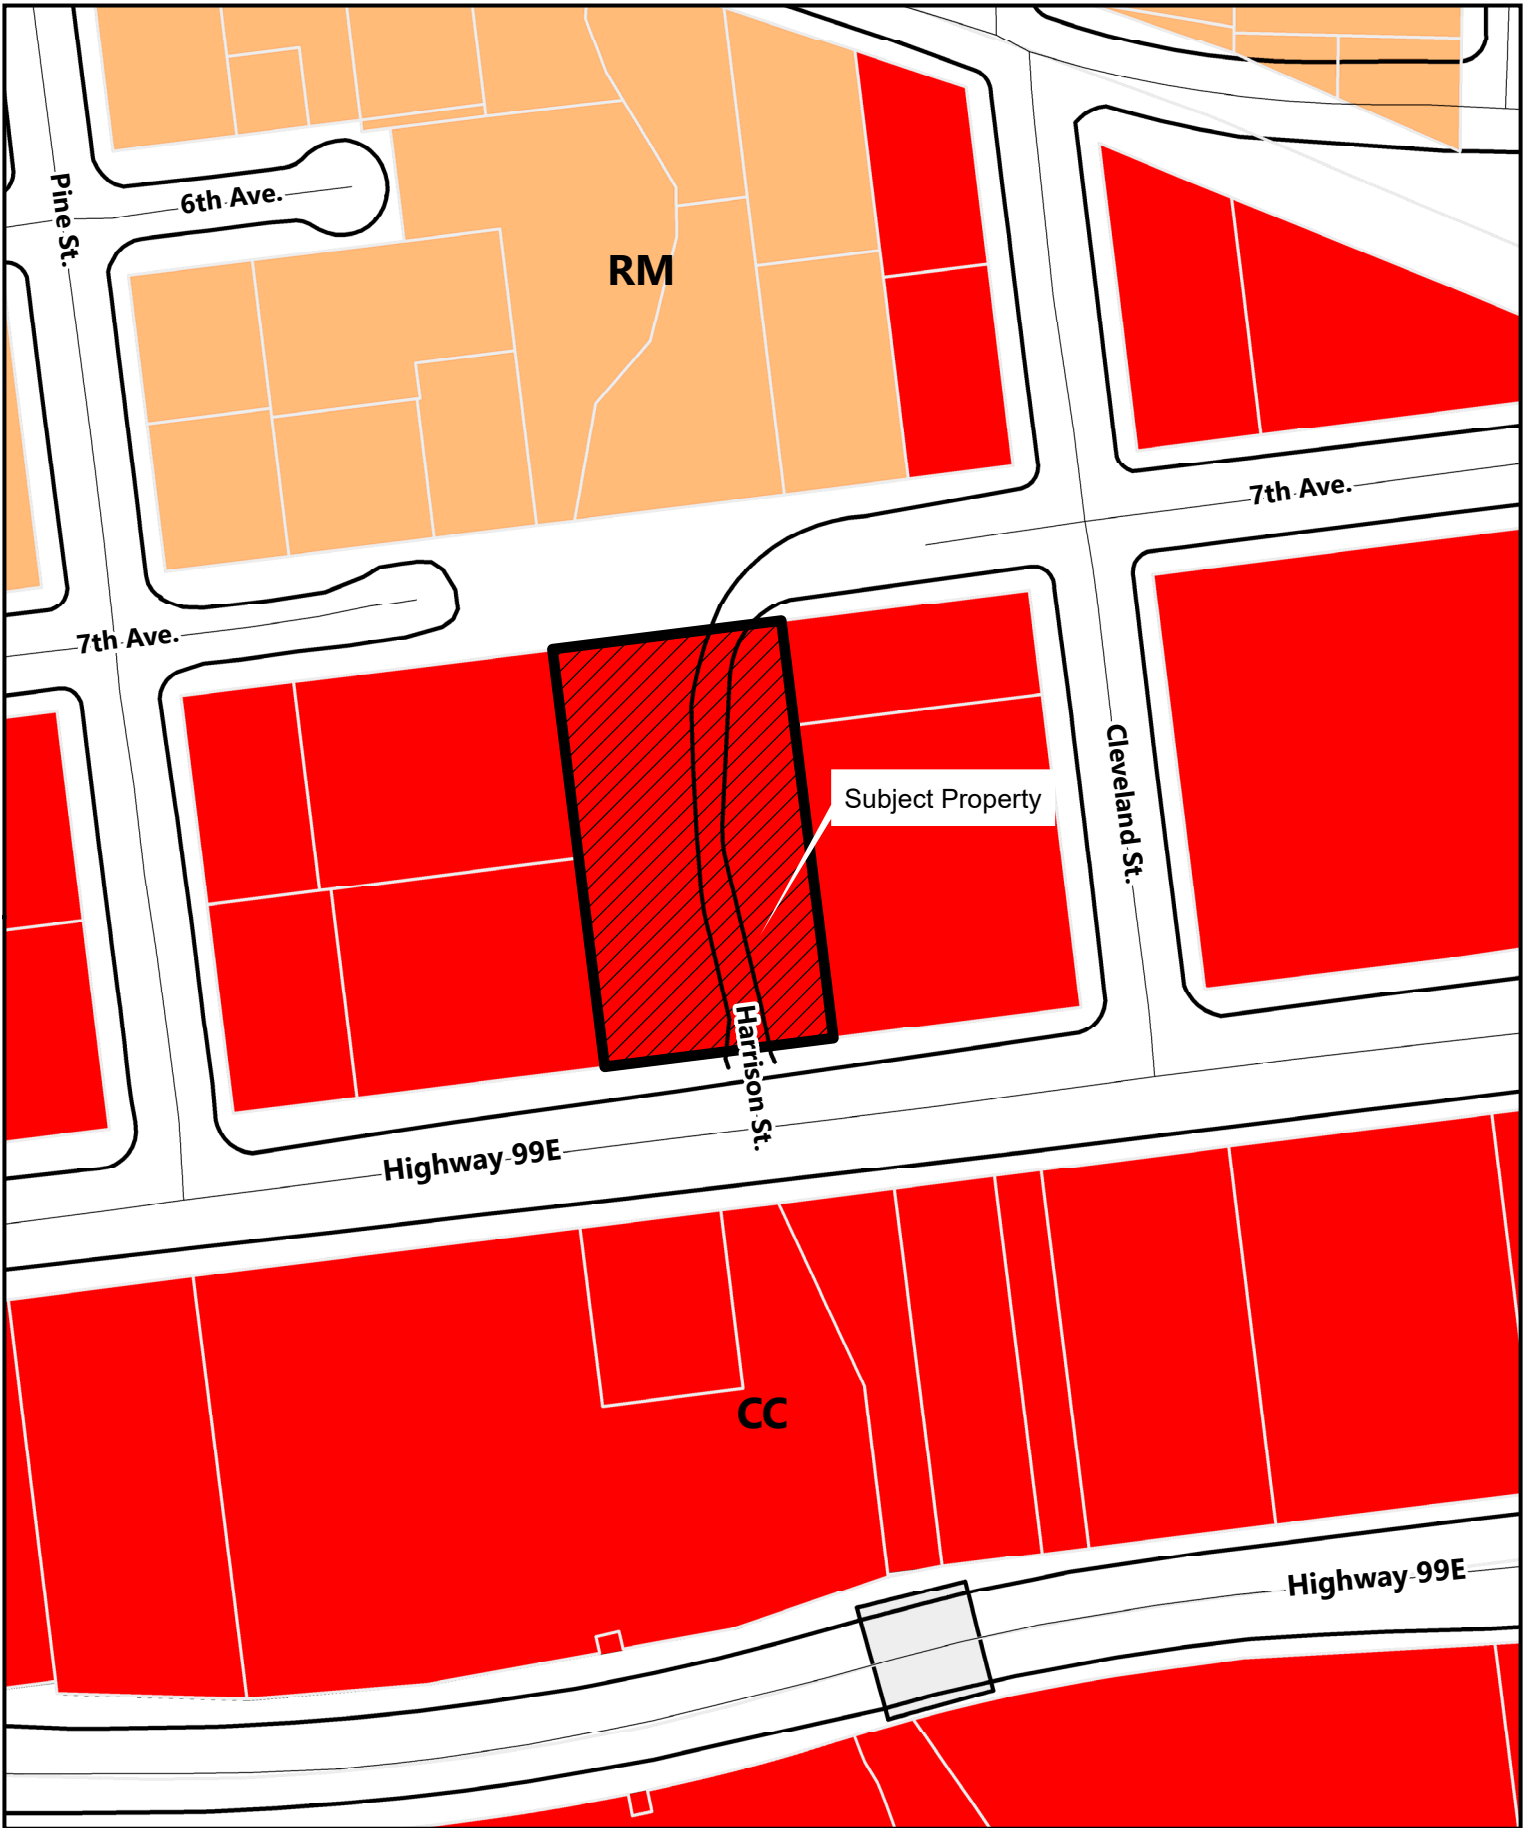 Pine St.
6th Ave.
RM
7th Ave.
7th Ave.
Cleveland St.
Subject Property
Harrison St.
Highway 99E
CC
Highway 99E